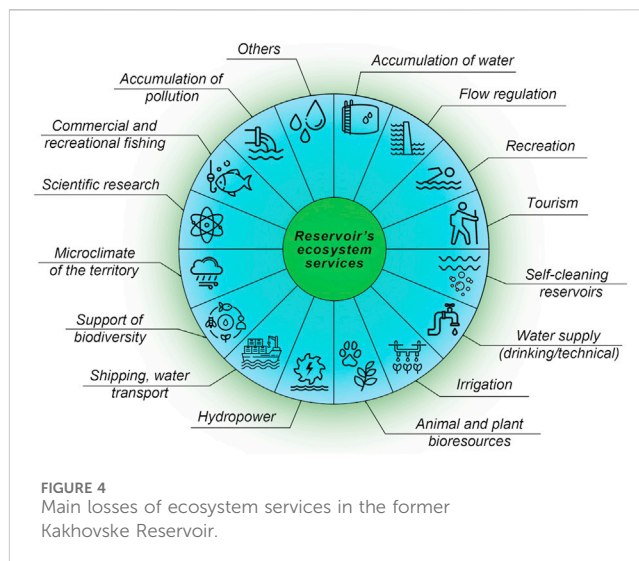 Others
Accumulation of water
Accumulation of
pollution
Flow regulation
Commercial and
recreational fishing
Recreation
Scientific research
Tourism
Reservoir's
ecosystem
services
Microclimate
of the territory
Self-cleaning
reservoirs
Support of
biodiversity
Water supply
(drinking/technical)
Shipping, water
transport
Irrigation
Hydropower
Animal and plant
bioresources
FIGURE 4
Main losses of ecosystem services in the former
Kakhovske Reservoir.